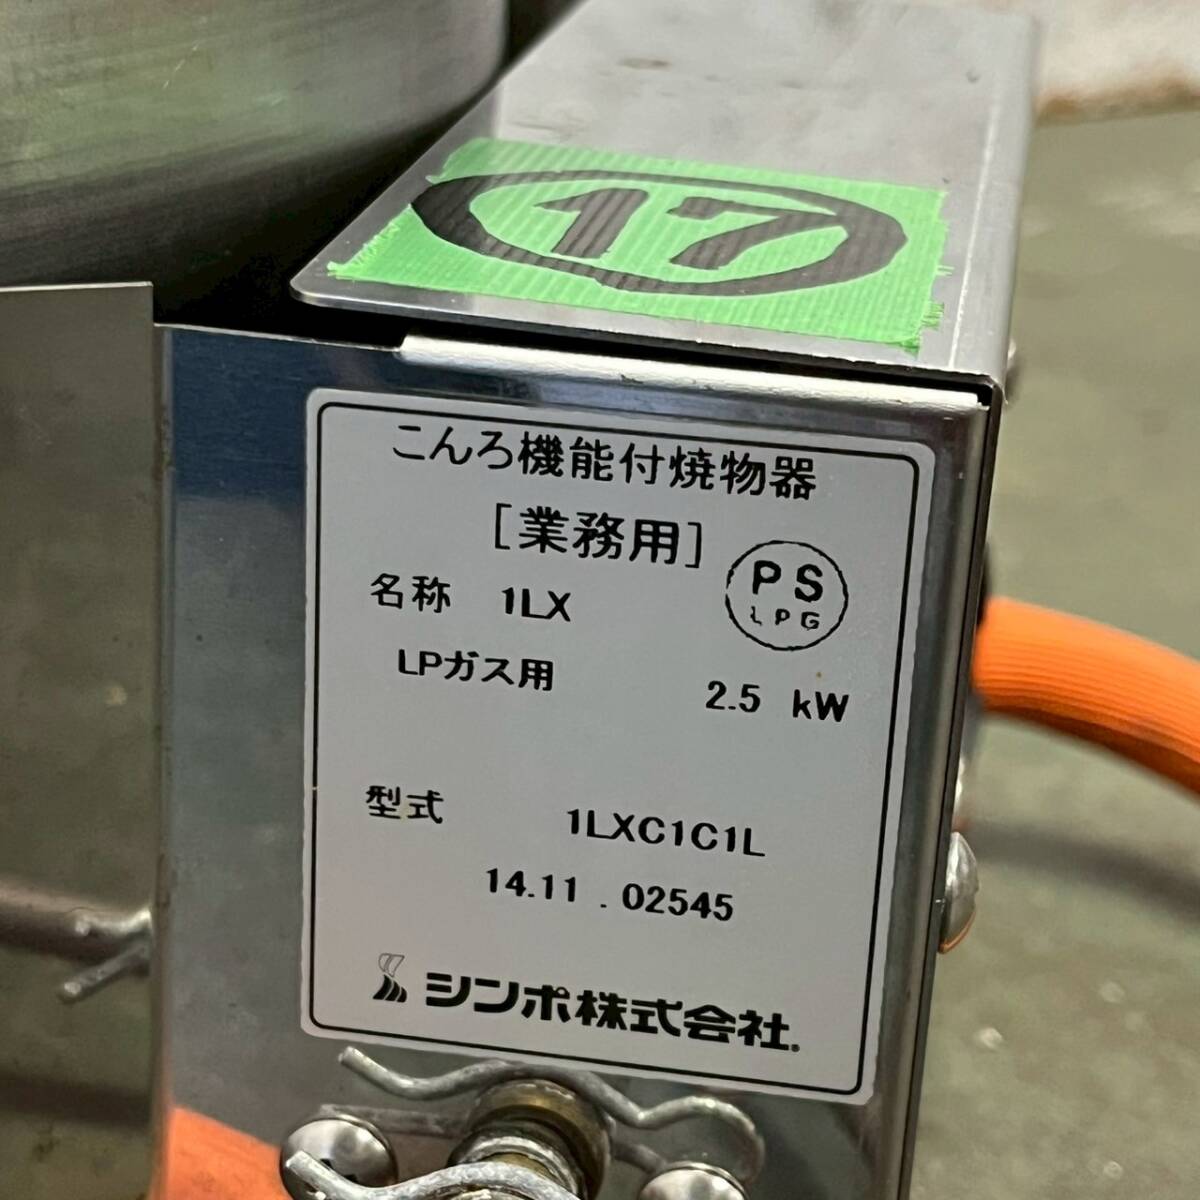 17
こんろ機能付焼物器
[業務用]
PS
LPG
名称 1LX
LPガス用 2.5 kW
型式 1LXC1C1L
14.11 . 02545
シンポ株式会社.